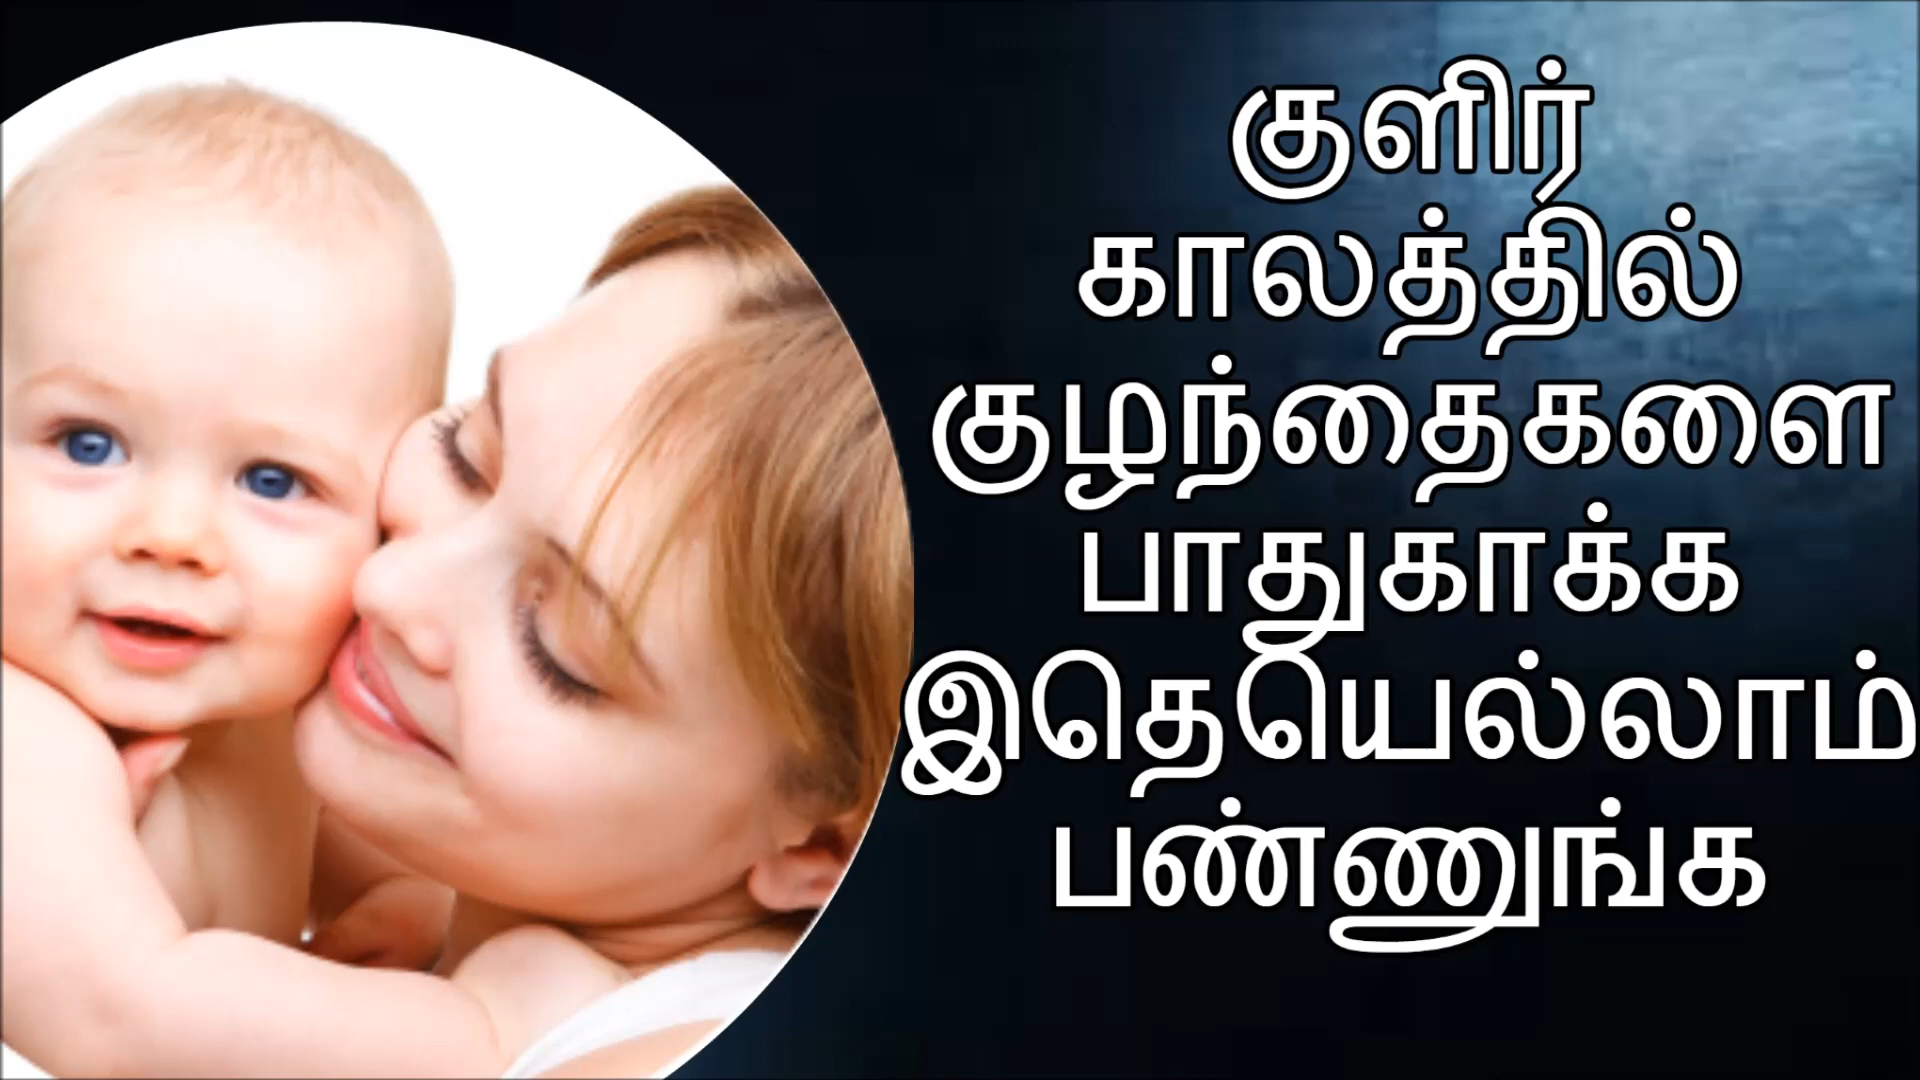 குளிர்
காலத்தில்
குழந்தைகளை
பாதுகாக்க
இதெயெல்லாம்
பண்ணுங்க